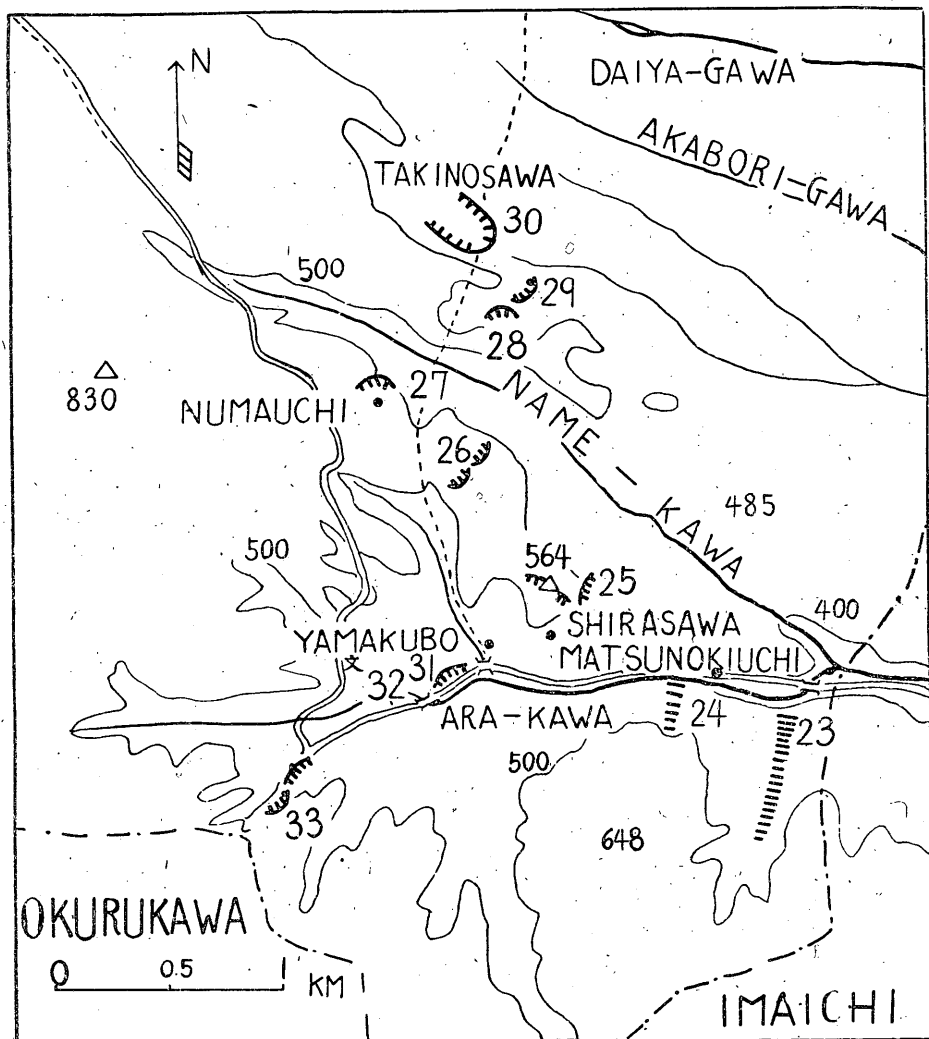 N
DAIYA-GAWA
AKABORI-GAWA
TAKINOSAWA
30
500
29
28
830
27
NUMAUCHI
NAME-KAWA
26
485
500
564
25
400
YAMAKUBO
SHIRASAWA
MATSUNOKIUCHI
31
32
ARA-KAWA
24
23
500
33
648
OKURUKAWA
0 0.5 KM 1
IMAICHI